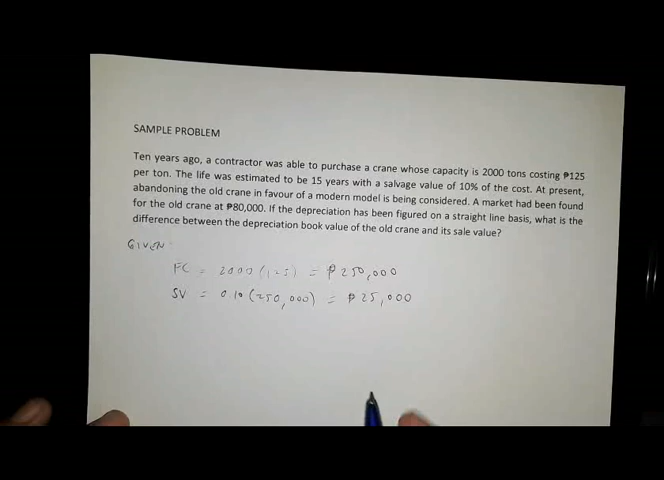 SAMPLE PROBLEM
Ten years ago, a contractor was able to purchase a crane whose capacity is 2000 tons costing ₱125
per ton. The life was estimated to be 15 years with a salvage value of 10% of the cost. At present,
abandoning the old crane in favour of a modern model is being considered. A market had been found
for the old crane at ₱80,000. If the depreciation has been figured on a straight line basis, what is the
difference between the depreciation book value of the old crane and its sale value?
GIVEN:
FC = 2000 (125) = ₱250,000
SV = 0.10 (250,000) = ₱25,000